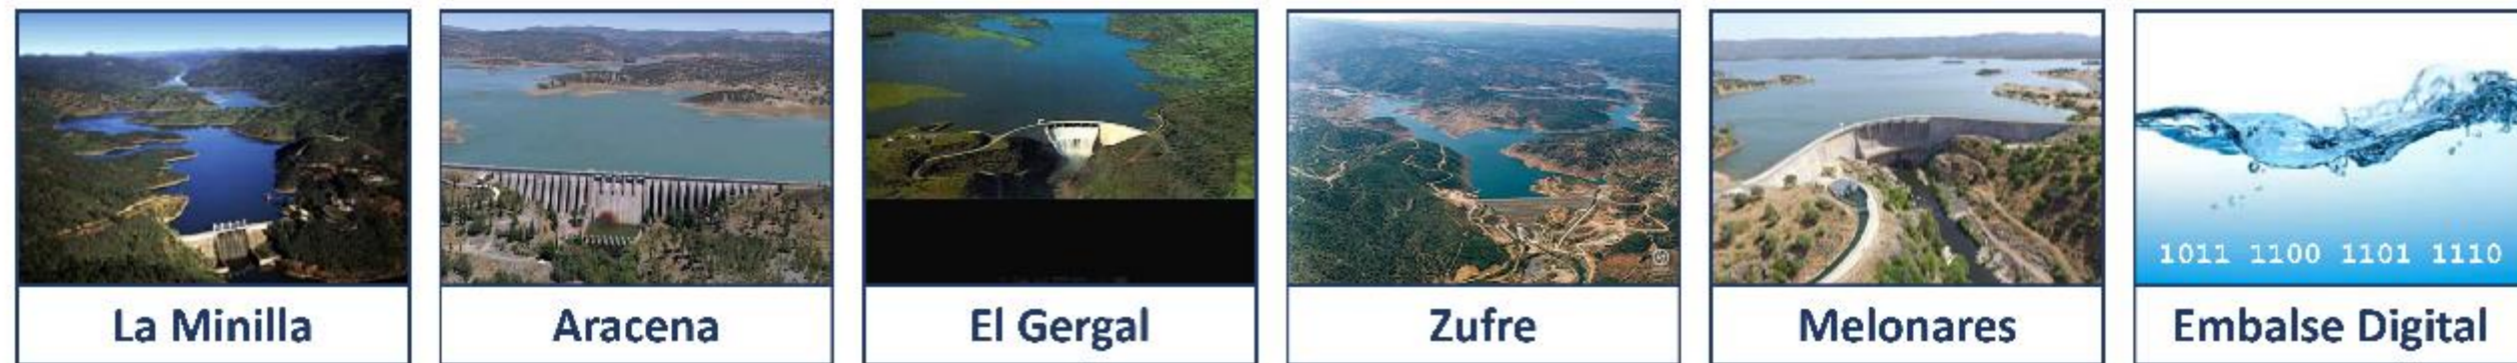 1011 1100 1101 1110
La Minilla
Aracena
El Gergal
Zufre
Melonares
Embalse Digital